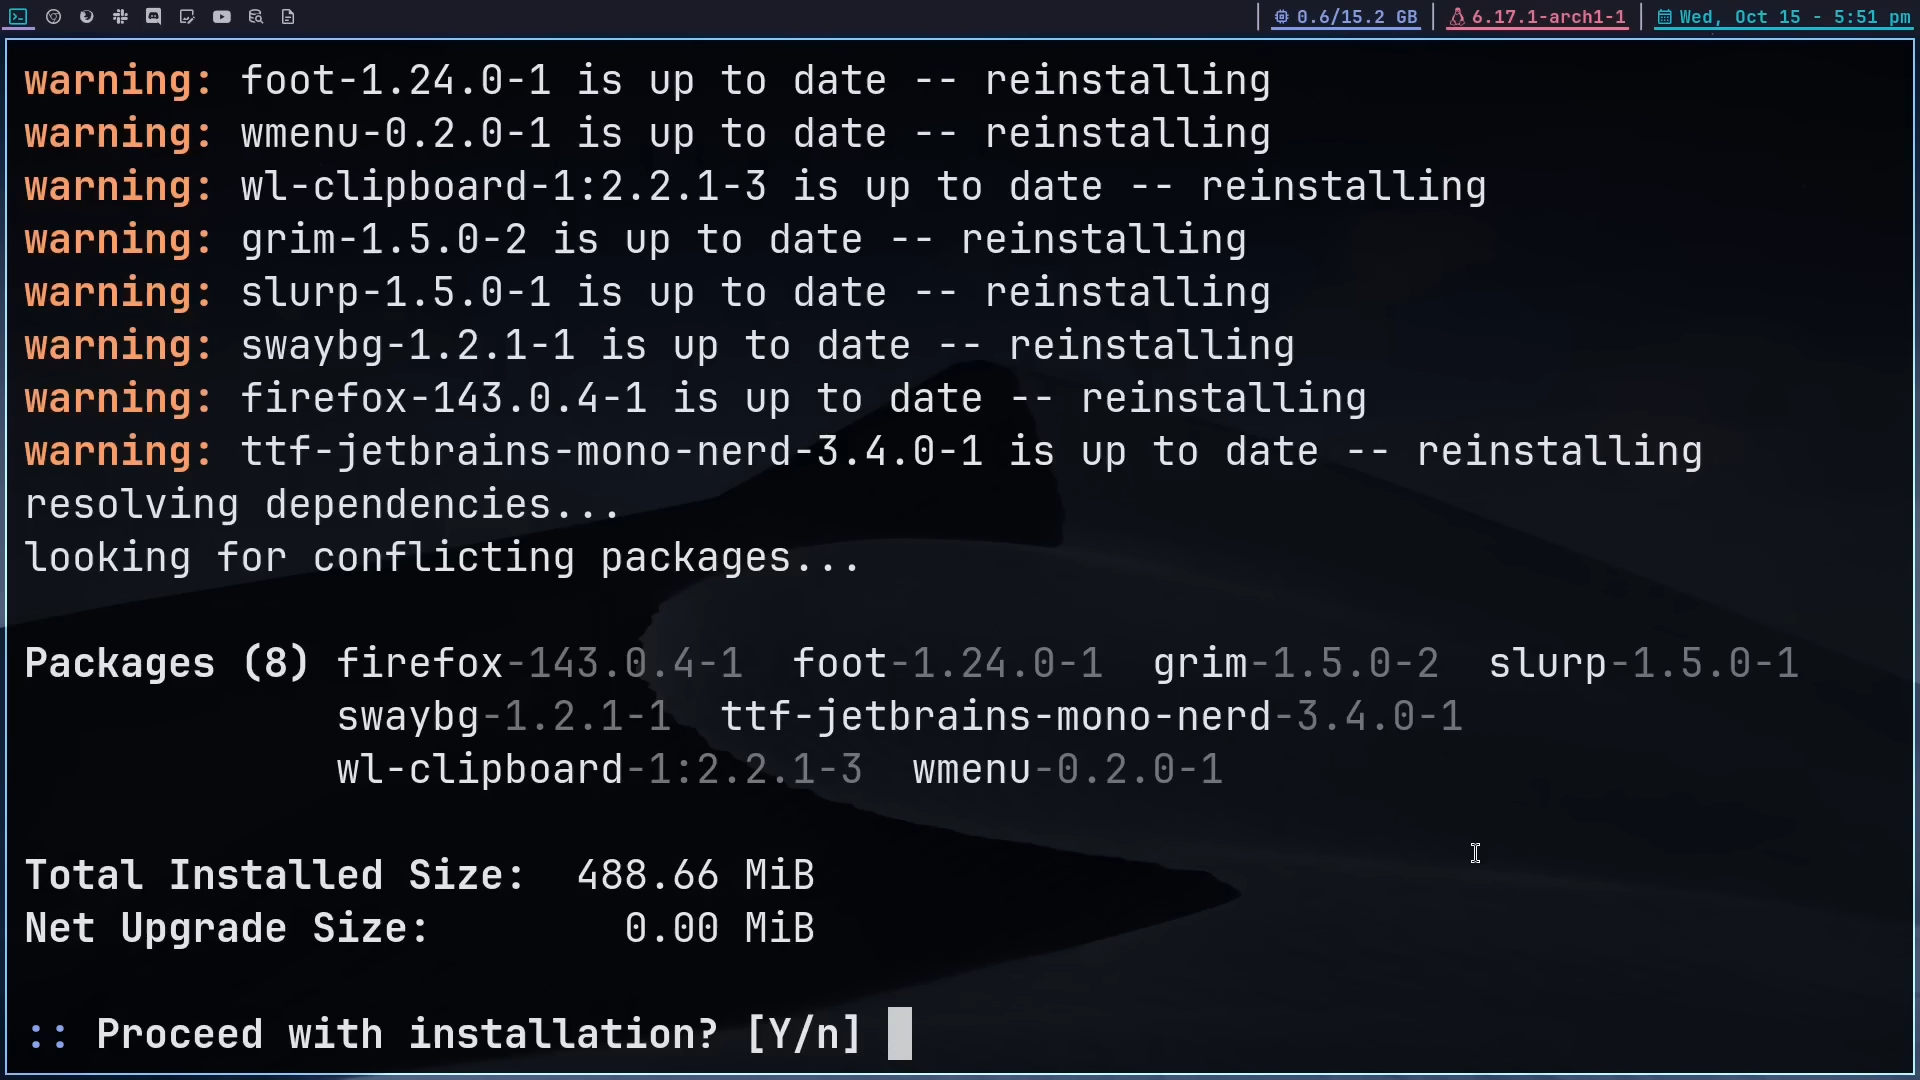 0.6/15.2 GB 6.17.1-arch1-1 Wed, Oct 15 - 5:51 pm
warning: foot-1.24.0-1 is up to date -- reinstalling
warning: wmenu-0.2.0-1 is up to date -- reinstalling
warning: wl-clipboard-1:2.2.1-3 is up to date -- reinstalling
warning: grim-1.5.0-2 is up to date -- reinstalling
warning: slurp-1.5.0-1 is up to date -- reinstalling
warning: swaybg-1.2.1-1 is up to date -- reinstalling
warning: firefox-143.0.4-1 is up to date -- reinstalling
warning: ttf-jetbrains-mono-nerd-3.4.0-1 is up to date -- reinstalling
resolving dependencies...
looking for conflicting packages...
Packages (8) firefox-143.0.4-1 foot-1.24.0-1 grim-1.5.0-2 slurp-1.5.0-1
swaybg-1.2.1-1 ttf-jetbrains-mono-nerd-3.4.0-1
wl-clipboard-1:2.2.1-3 wmenu-0.2.0-1
Total Installed Size: 488.66 MiB
Net Upgrade Size: 0.00 MiB
:: Proceed with installation? [Y/n]